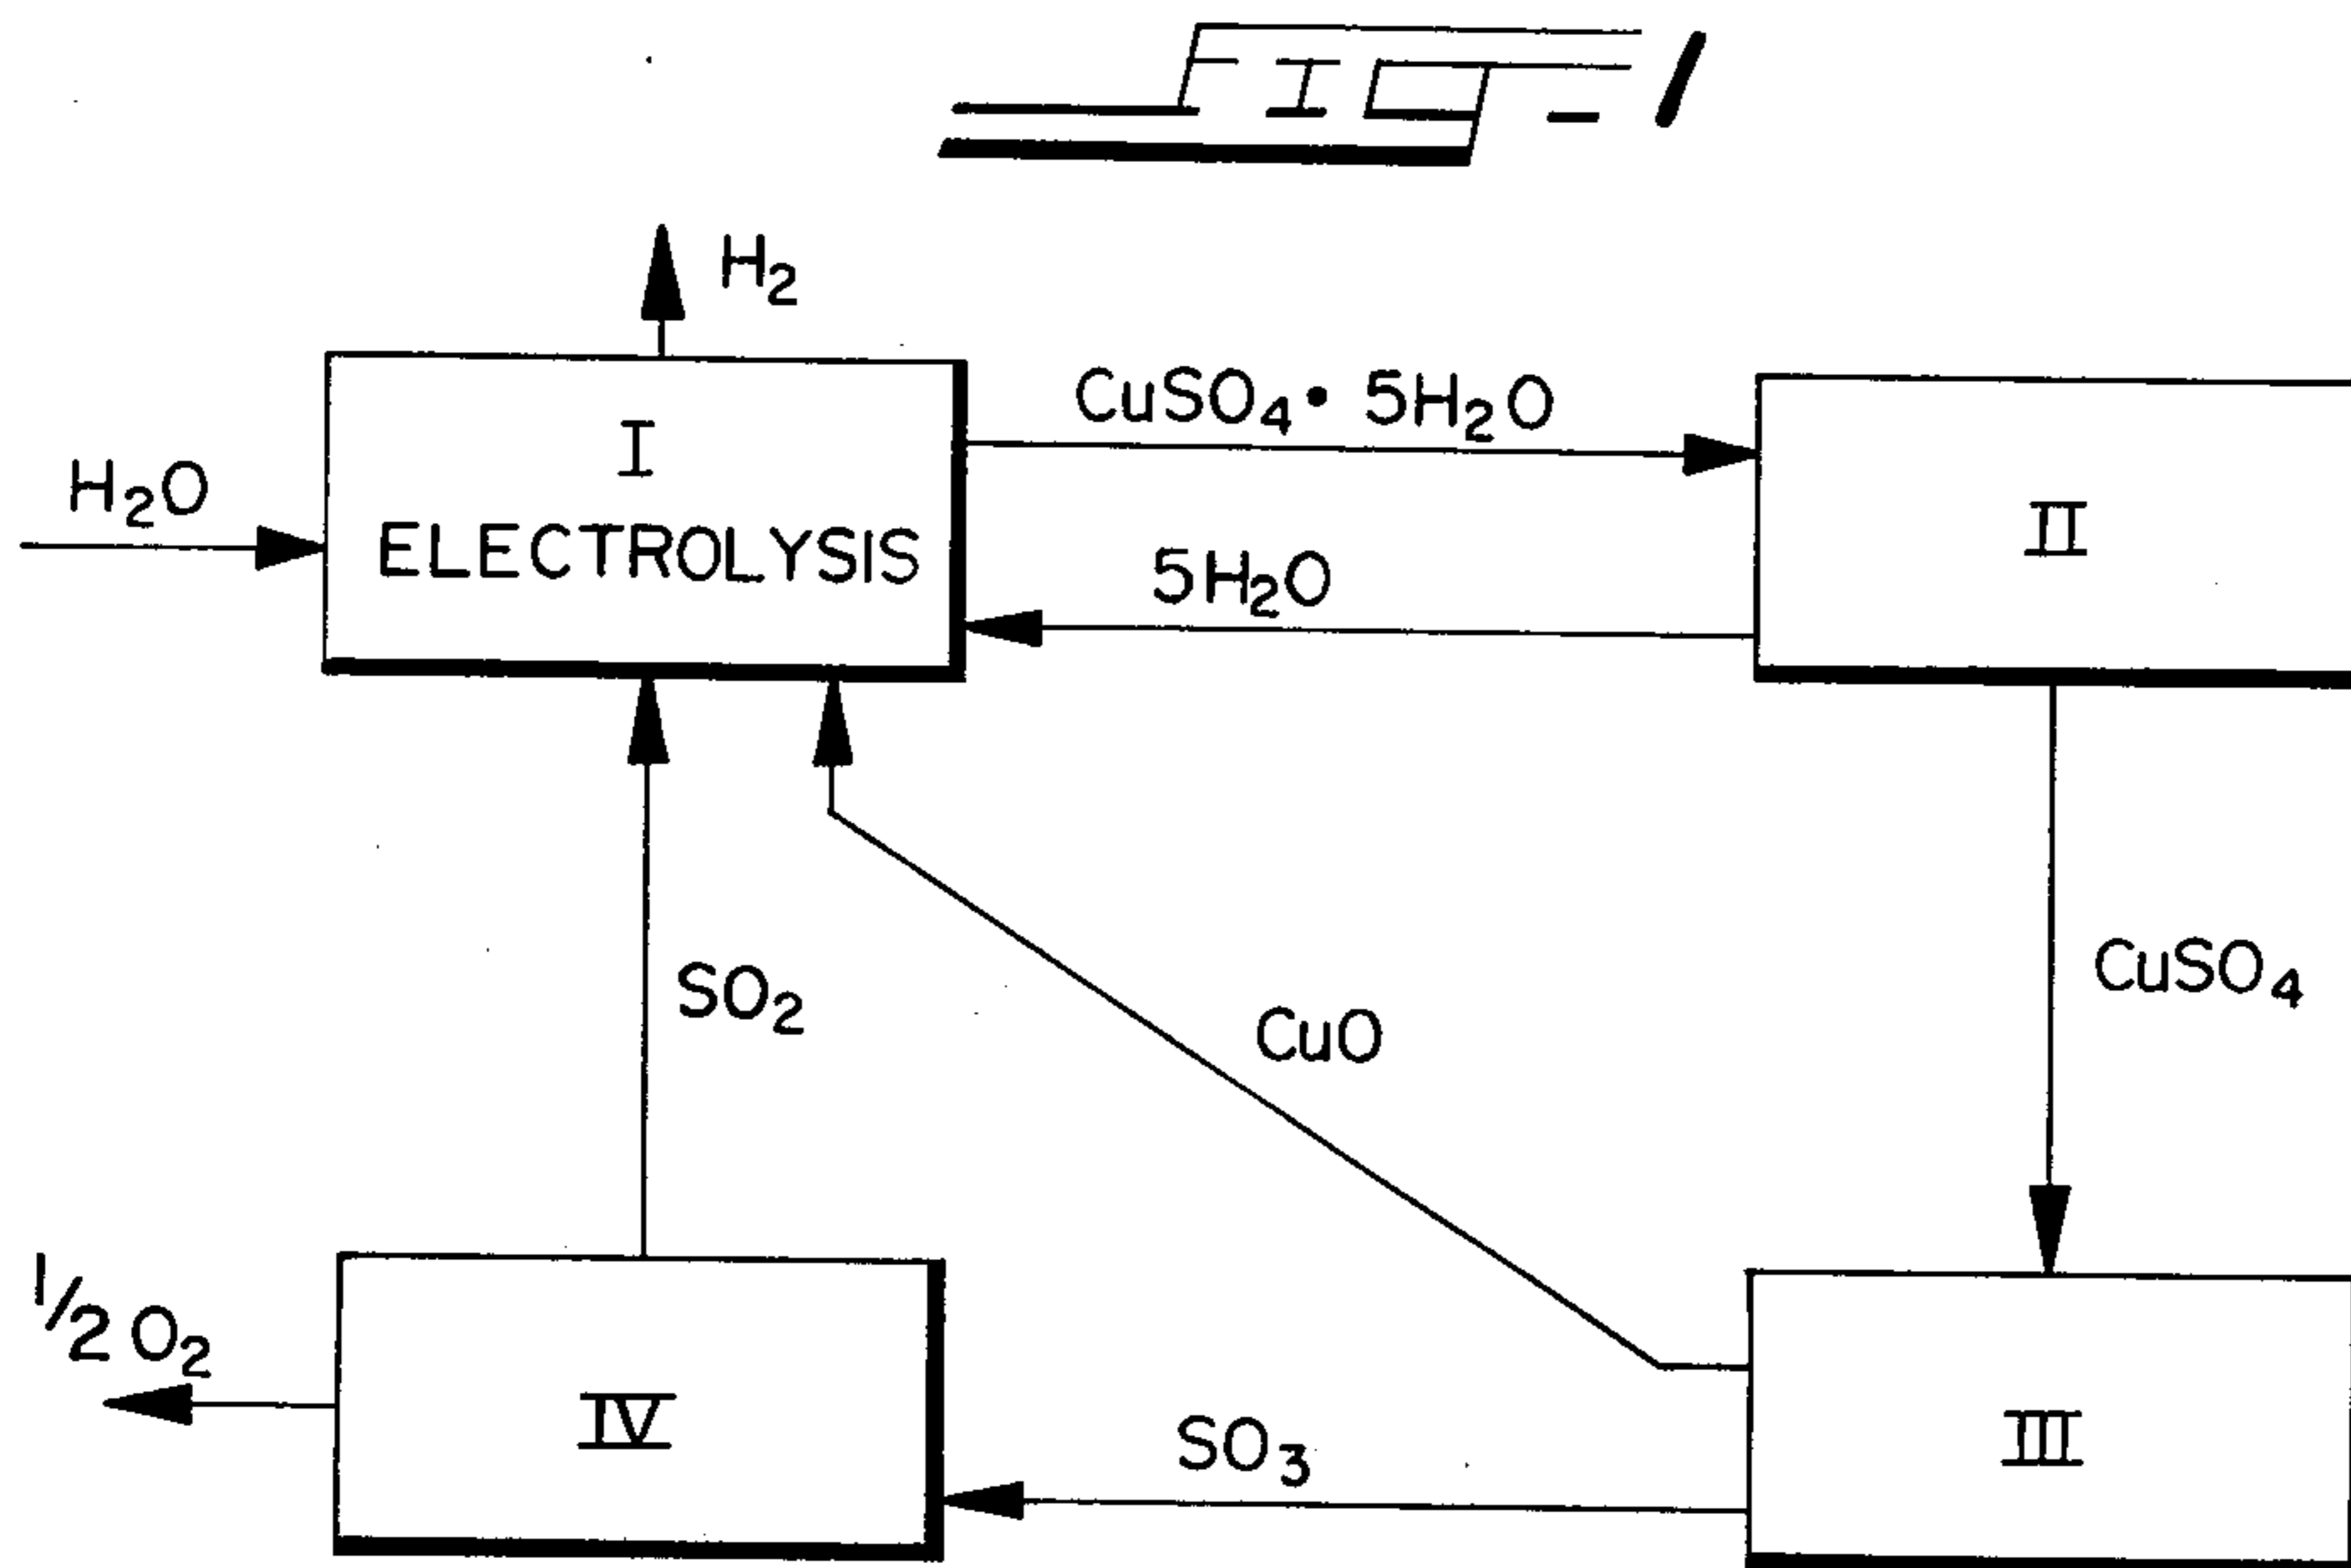 FIG-1
H₂
CuSO₄• 5H₂O
I
H₂O
II
ELECTROLYSIS
5H₂O
CuSO₄
SO₂
CuO
1/2 O₂
IV
SO₃
III